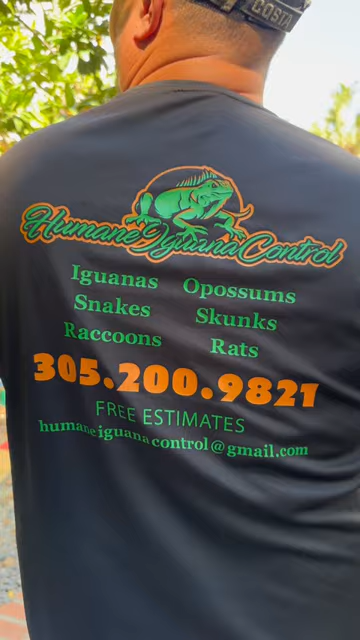 COSTA
Humane Iguana Control
Iguanas Opossums
Snakes Skunks
Raccoons Rats
305.200.9821
FREE ESTIMATES
humaneiguanacontrol@gmail.com